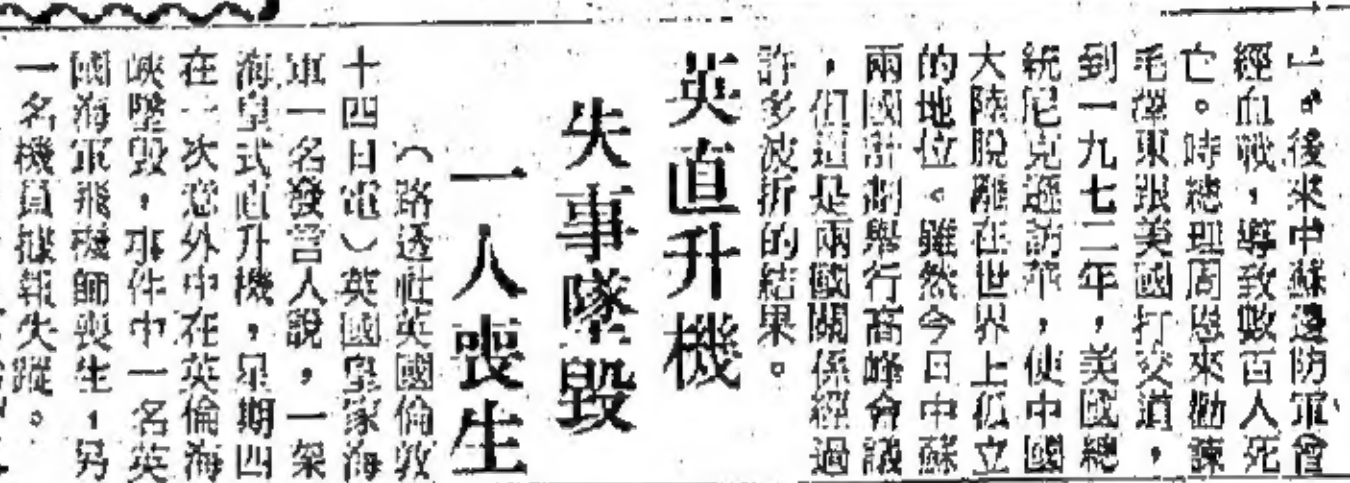 」。後來中蘇邊防軍曾
經血戰，導致數百人死
亡。時總理周恩來勸諫
毛澤東跟美國打交道，
到一九七二年，美國總
統尼克遜訪華，使中國
大陸脫離在世界上孤立
的地位。雖然今日中蘇
兩國計劃舉行高峰會議
，但這是兩國關係經過
許多波折的結果。
英直升機
失事墜毀
一人喪生
（路透社英國倫敦
十四日電）英國皇家海
軍一名發言人說，一架
海皇式直升機，星期四
在一次意外中在英倫海
峽墜毀，事件中一名英
國海軍飛機師喪生，另
一名機員據報失蹤。